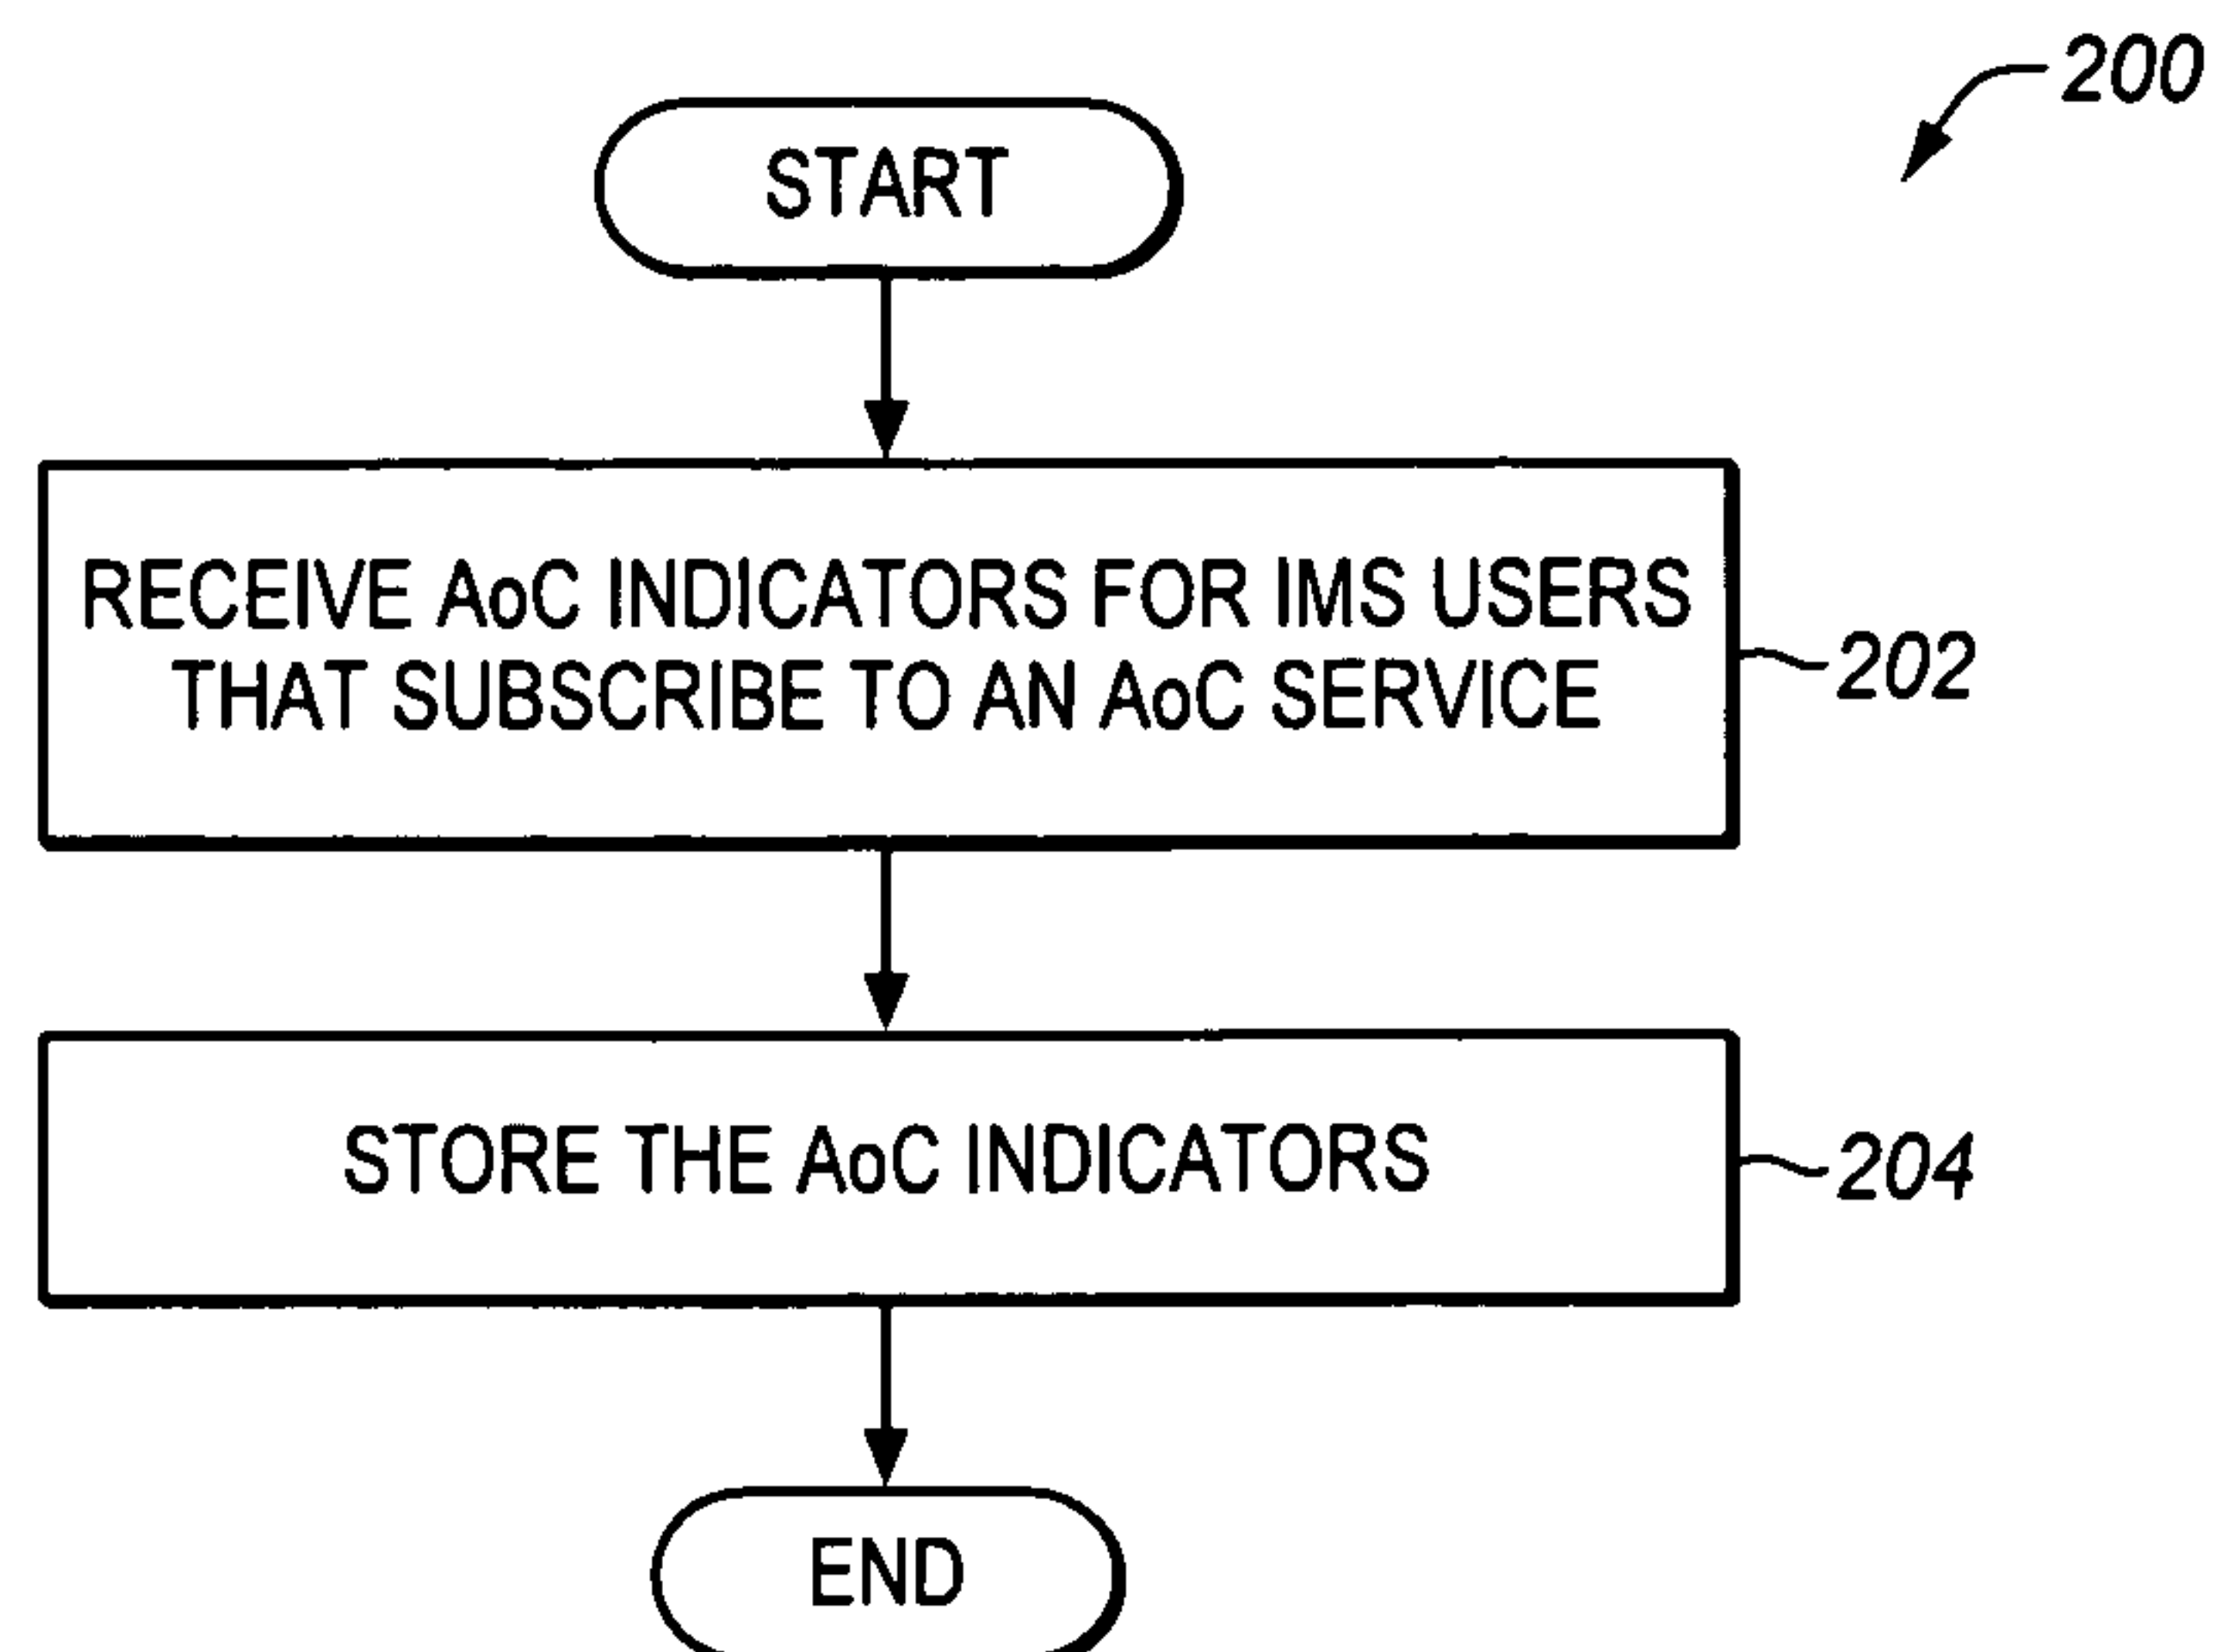 200
START
RECEIVE AoC INDICATORS FOR IMS USERS
THAT SUBSCRIBE TO AN AoC SERVICE
202
STORE THE AoC INDICATORS
204
END